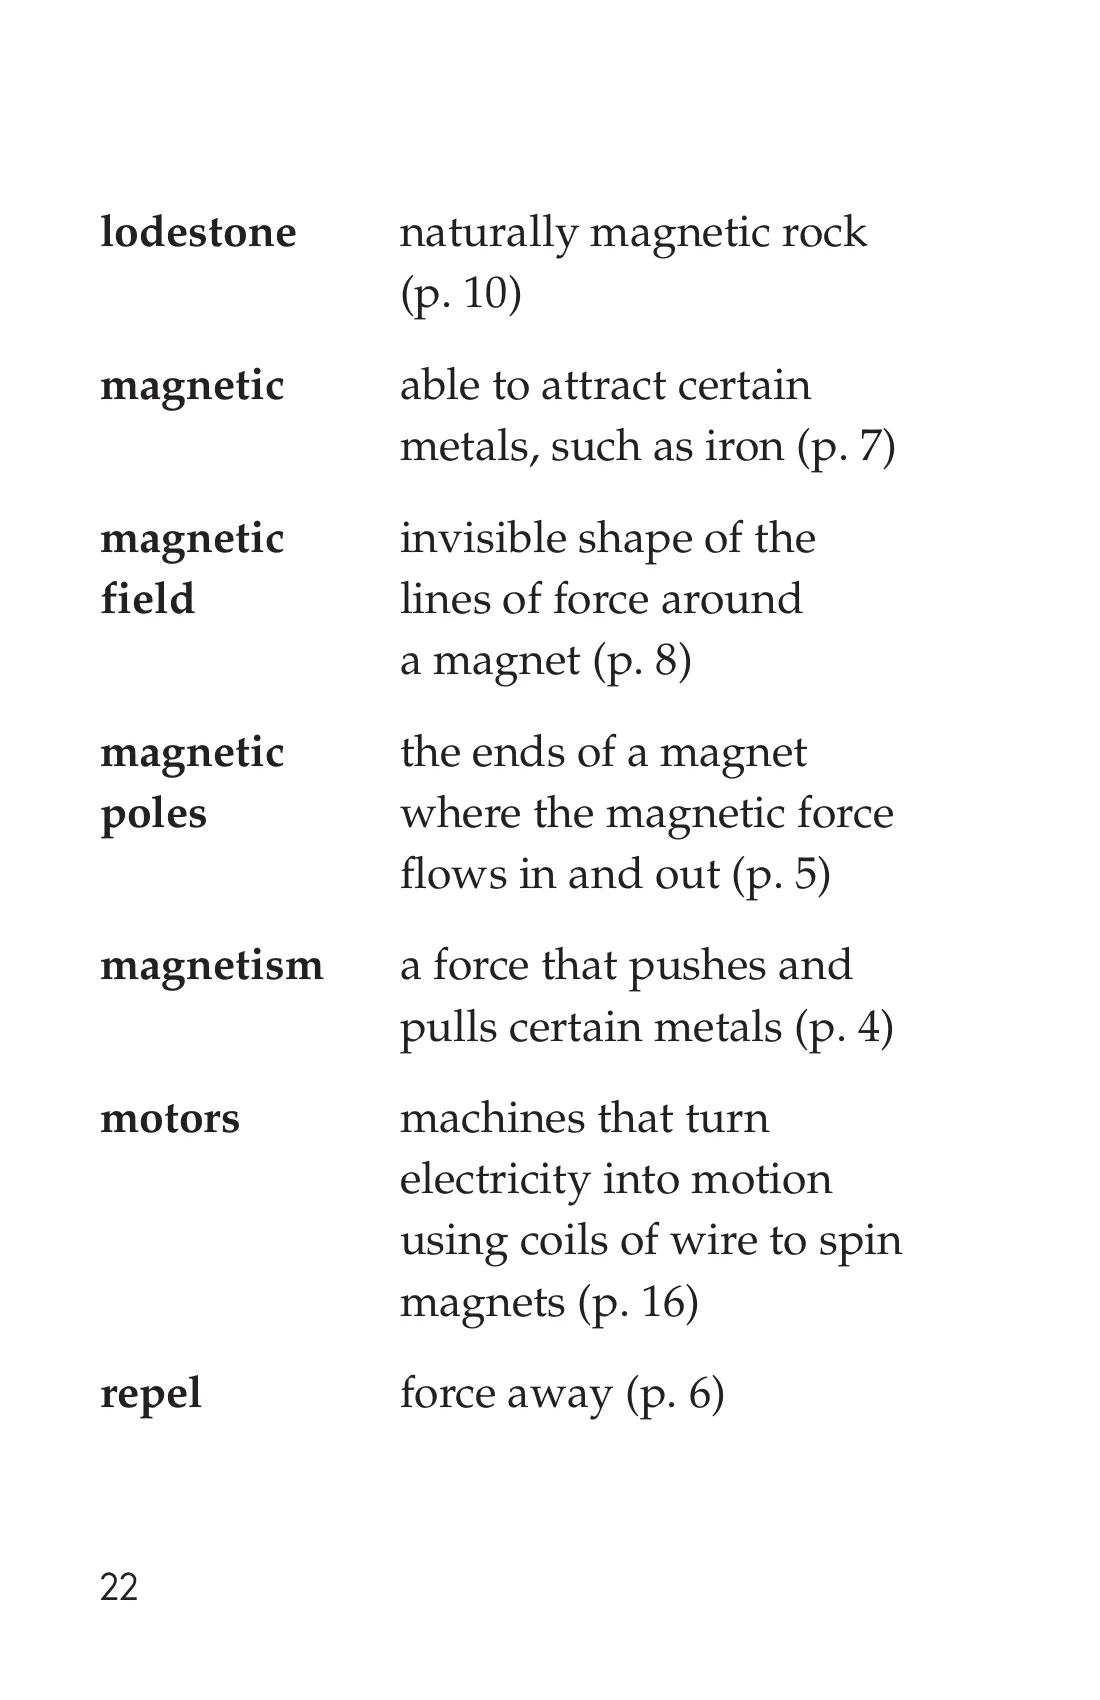 lodestone naturally magnetic rock
(p. 10)
magnetic able to attract certain
metals, such as iron (p. 7)
magnetic invisible shape of the
field lines of force around
a magnet (p. 8)
magnetic the ends of a magnet
poles where the magnetic force
flows in and out (p. 5)
magnetism a force that pushes and
pulls certain metals (p. 4)
motors machines that turn
electricity into motion
using coils of wire to spin
magnets (p. 16)
repel force away (p. 6)
22